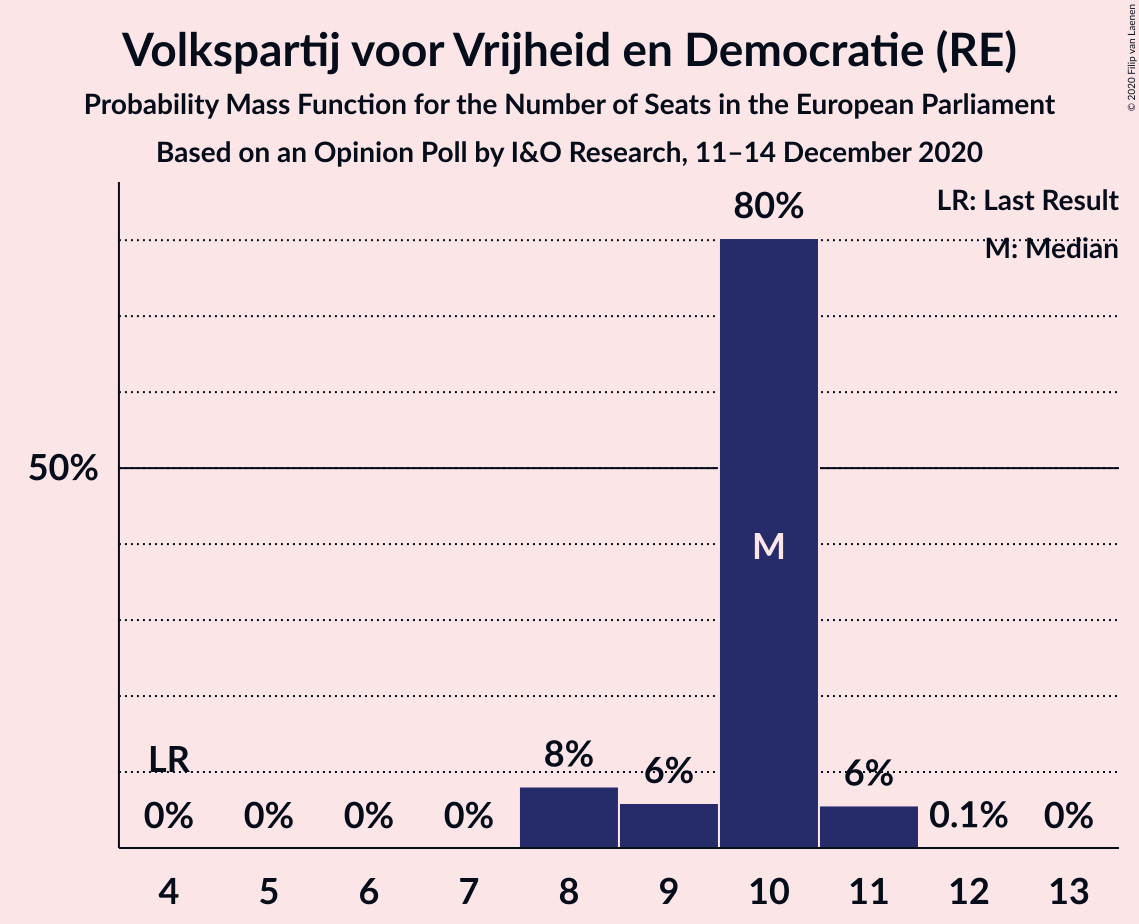 Volkspartij voor Vrijheid en Democratie (RE)
Probability Mass Function for the Number of Seats in the European Parliament
Based on an Opinion Poll by I&O Research, 11–14 December 2020
© 2020 Filip van Laenen
LR: Last Result
M: Median
80%
50%
M
LR
0%
0%
0%
0%
8%
6%
6%
0.1%
0%
4
5
6
7
8
9
10
11
12
13